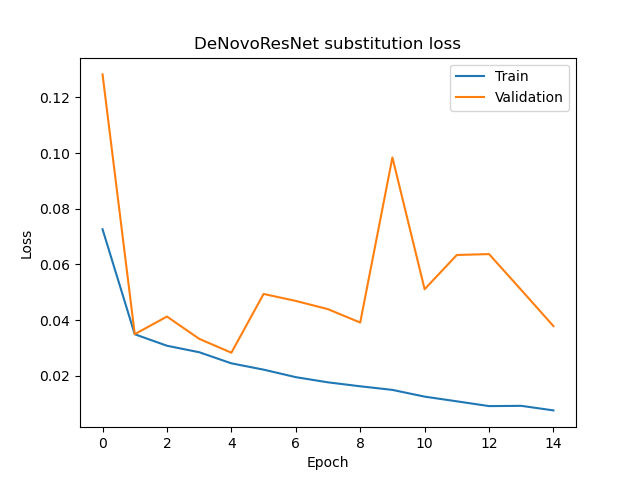 DeNovoResNet substitution loss
Train
Validation
0.12
0.10
0.08
0.06
0.04
0.02
Loss
0 2 4 6 8 10 12 14
Epoch